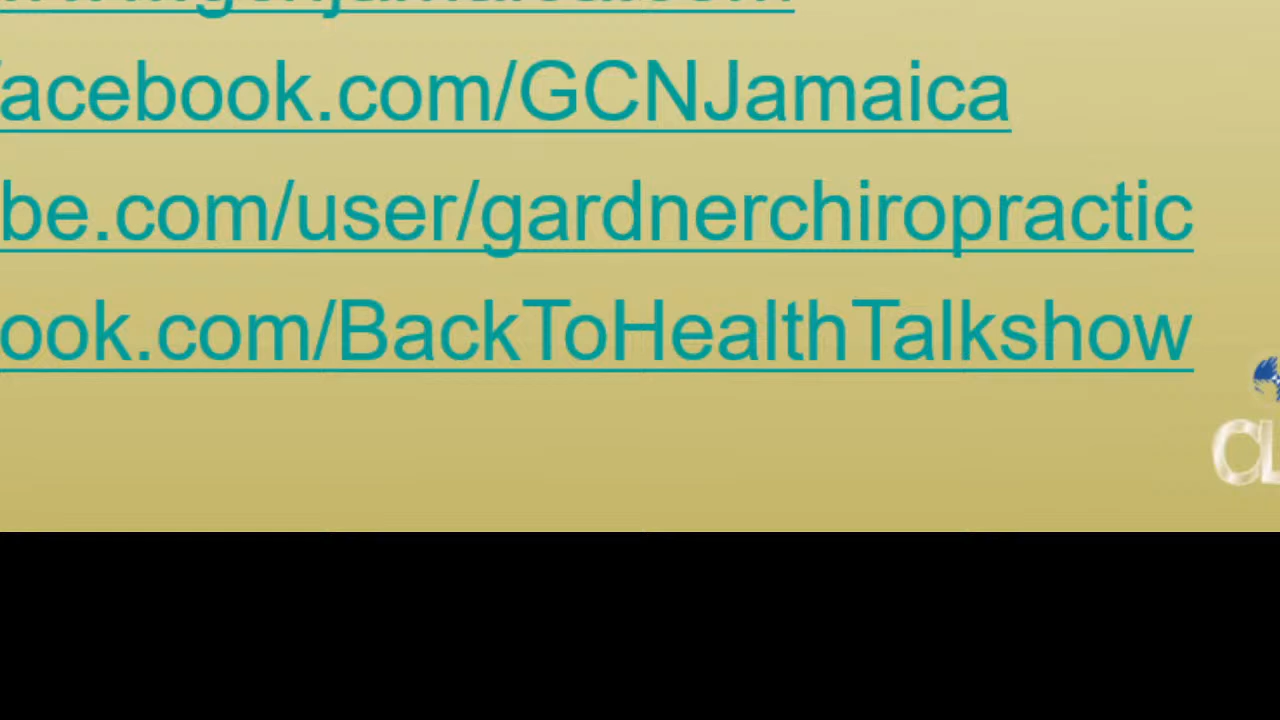 acebook.com/GCNJamaica
be.com/user/gardnerchiropractic
ook.com/BackToHealthTalkshow